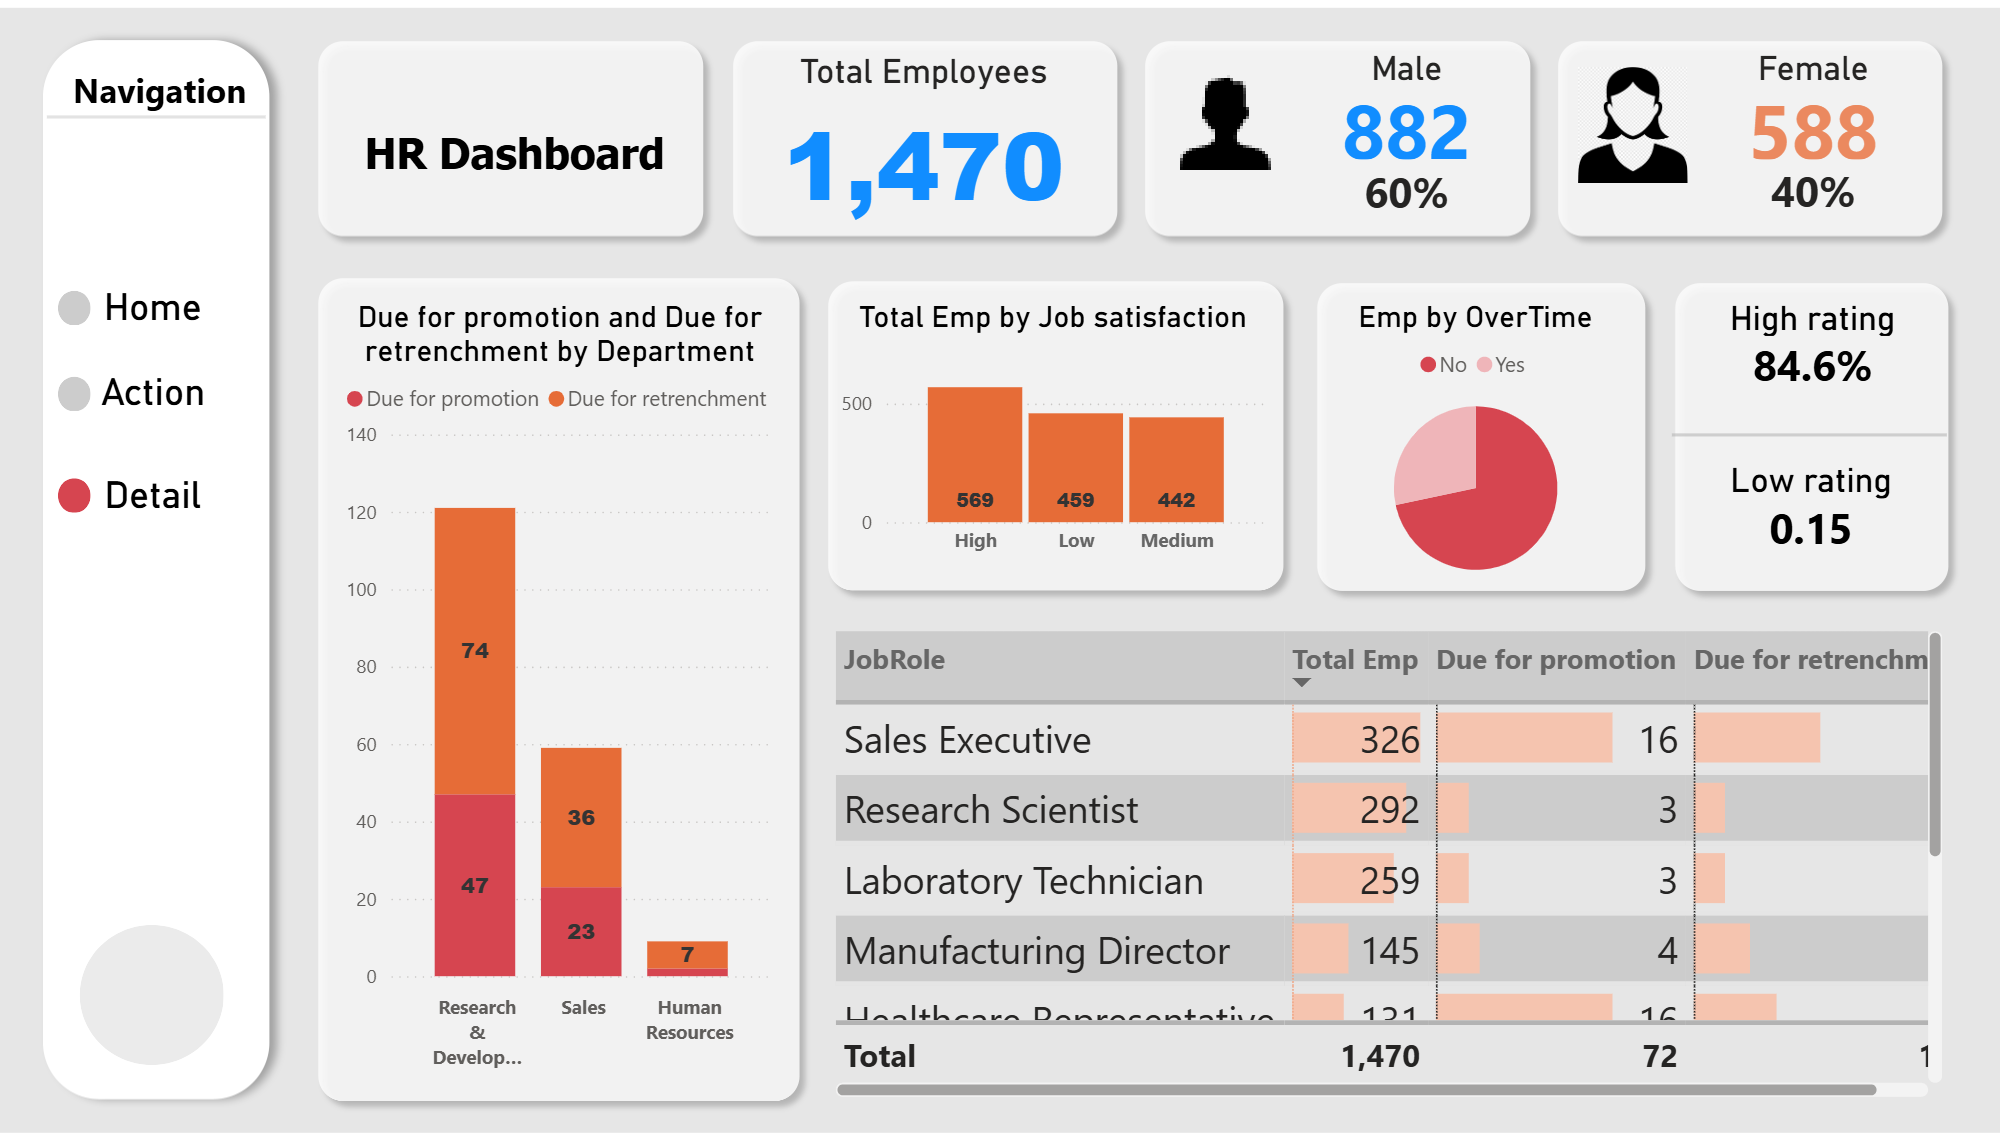 Navigation
Home
Action
Detail
HR Dashboard
Total Employees
1,470
Male
882
60%
Female
588
40%
Due for promotion and Due for
retrenchment by Department
Due for promotion Due for retrenchment
140
120
100
80
60
40
20
0
74
47
36
23
7
Research
&
Develop...
Sales
Human
Resources
Total Emp by Job satisfaction
500
0
569
459
442
High
Low
Medium
Emp by OverTime
No Yes
High rating
84.6%
Low rating
0.15
JobRole Total Emp Due for promotion Due for retrenchm
Sales Executive 326 16
Research Scientist 292 3
Laboratory Technician 259 3
Manufacturing Director 145 4
Healthcare Representative 131 16
Total 1,470 72 1